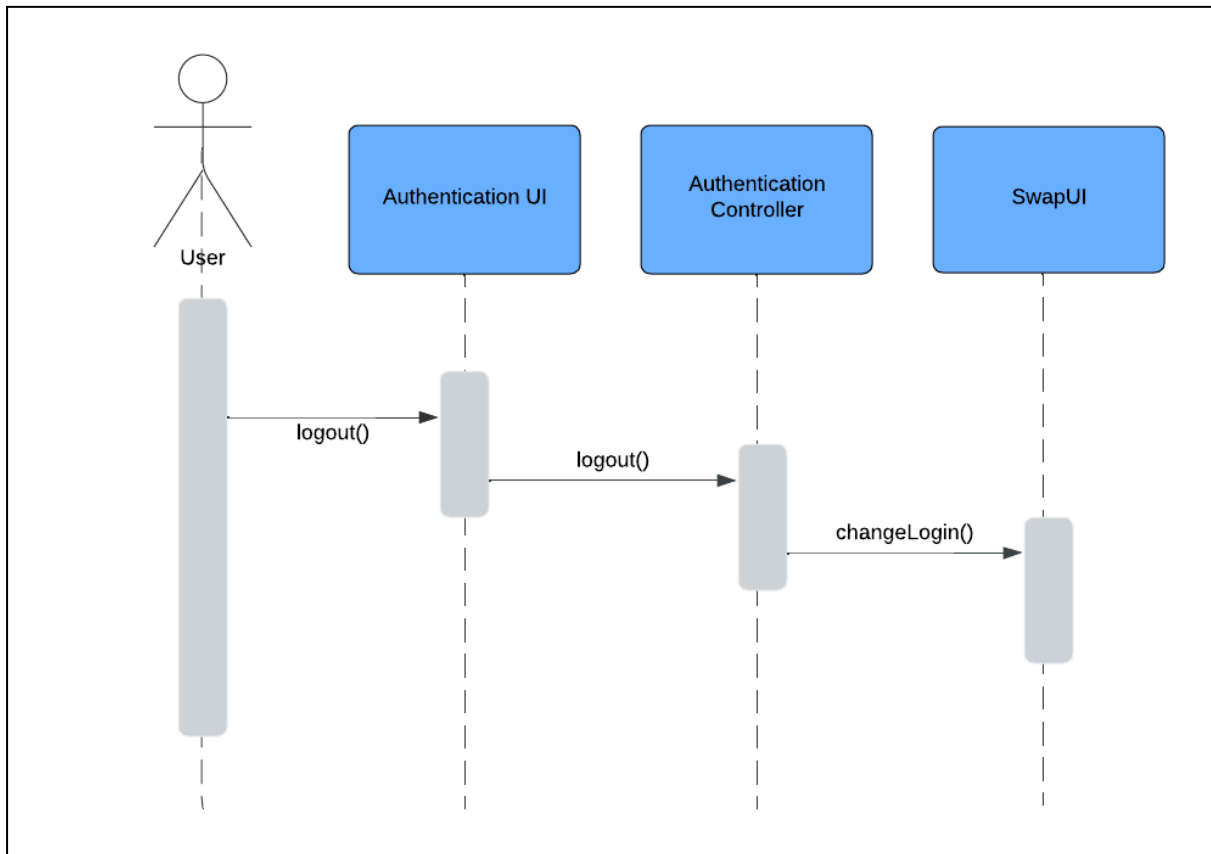 User
Authentication UI
Authentication
Controller
SwapUI
logout()
logout()
changeLogin()